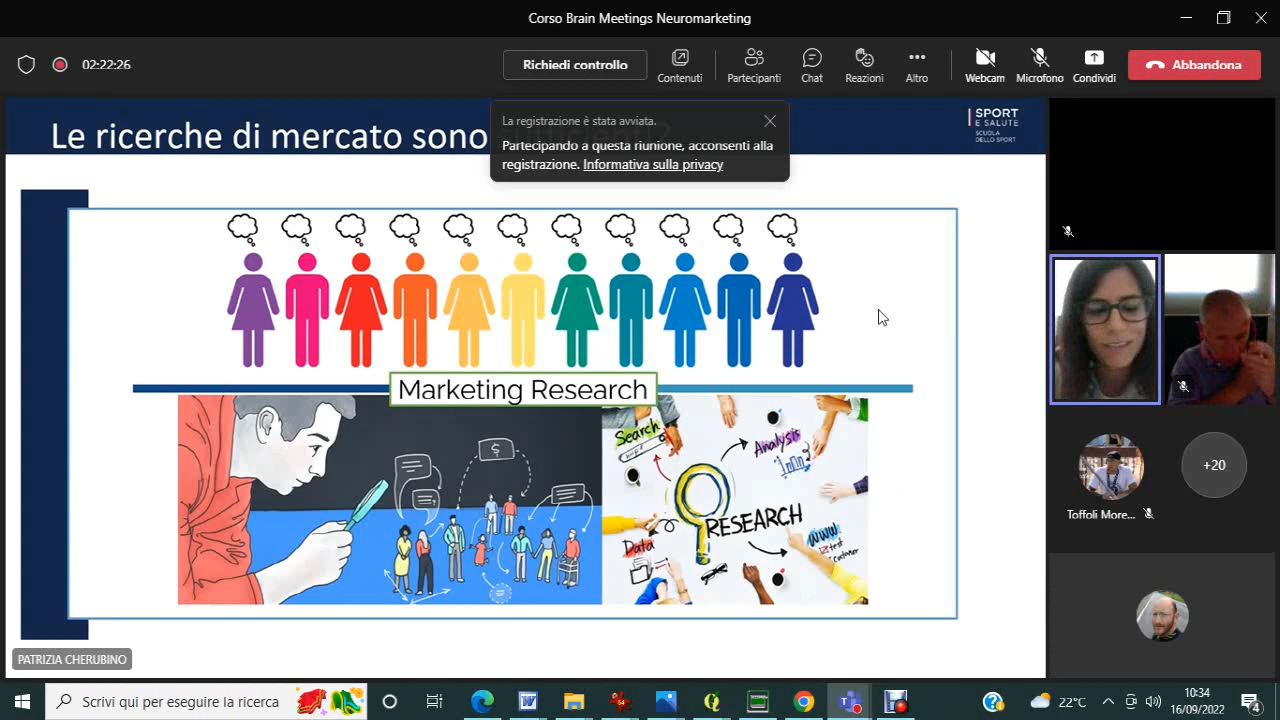 Corso Brain Meetings Neuromarketing
02:22:26
Richiedi controllo
Contenuti
Partecipanti
Chat
Reazioni
Altro
Webcam
Microfono
Condividi
Abbandona
Le ricerche di mercato sono
La registrazione è stata avviata.
Partecipando a questa riunione, acconsenti alla
registrazione. Informativa sulla privacy
SPORT
E SALUTE
SCUOLA
DELLO SPORT
Marketing Research
$
Search
Analysis
RESEARCH
Data
WWW
test
PATRIZIA CHERUBINO
+20
Toffoli More...
Scrivi qui per eseguire la ricerca
22°C
10:34
16/09/2022
4